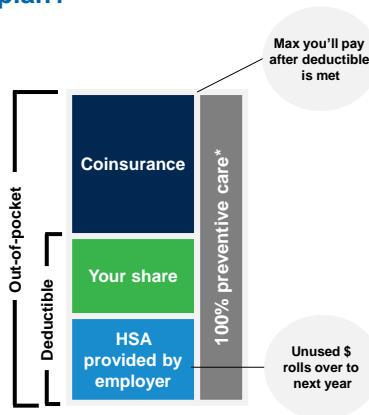 plan?
Max you'll pay
after deductible
is met
Out-of-pocket
Deductible
Coinsurance
Your share
HSA
provided by
employer
100% preventive care*
Unused $
rolls over to
next year